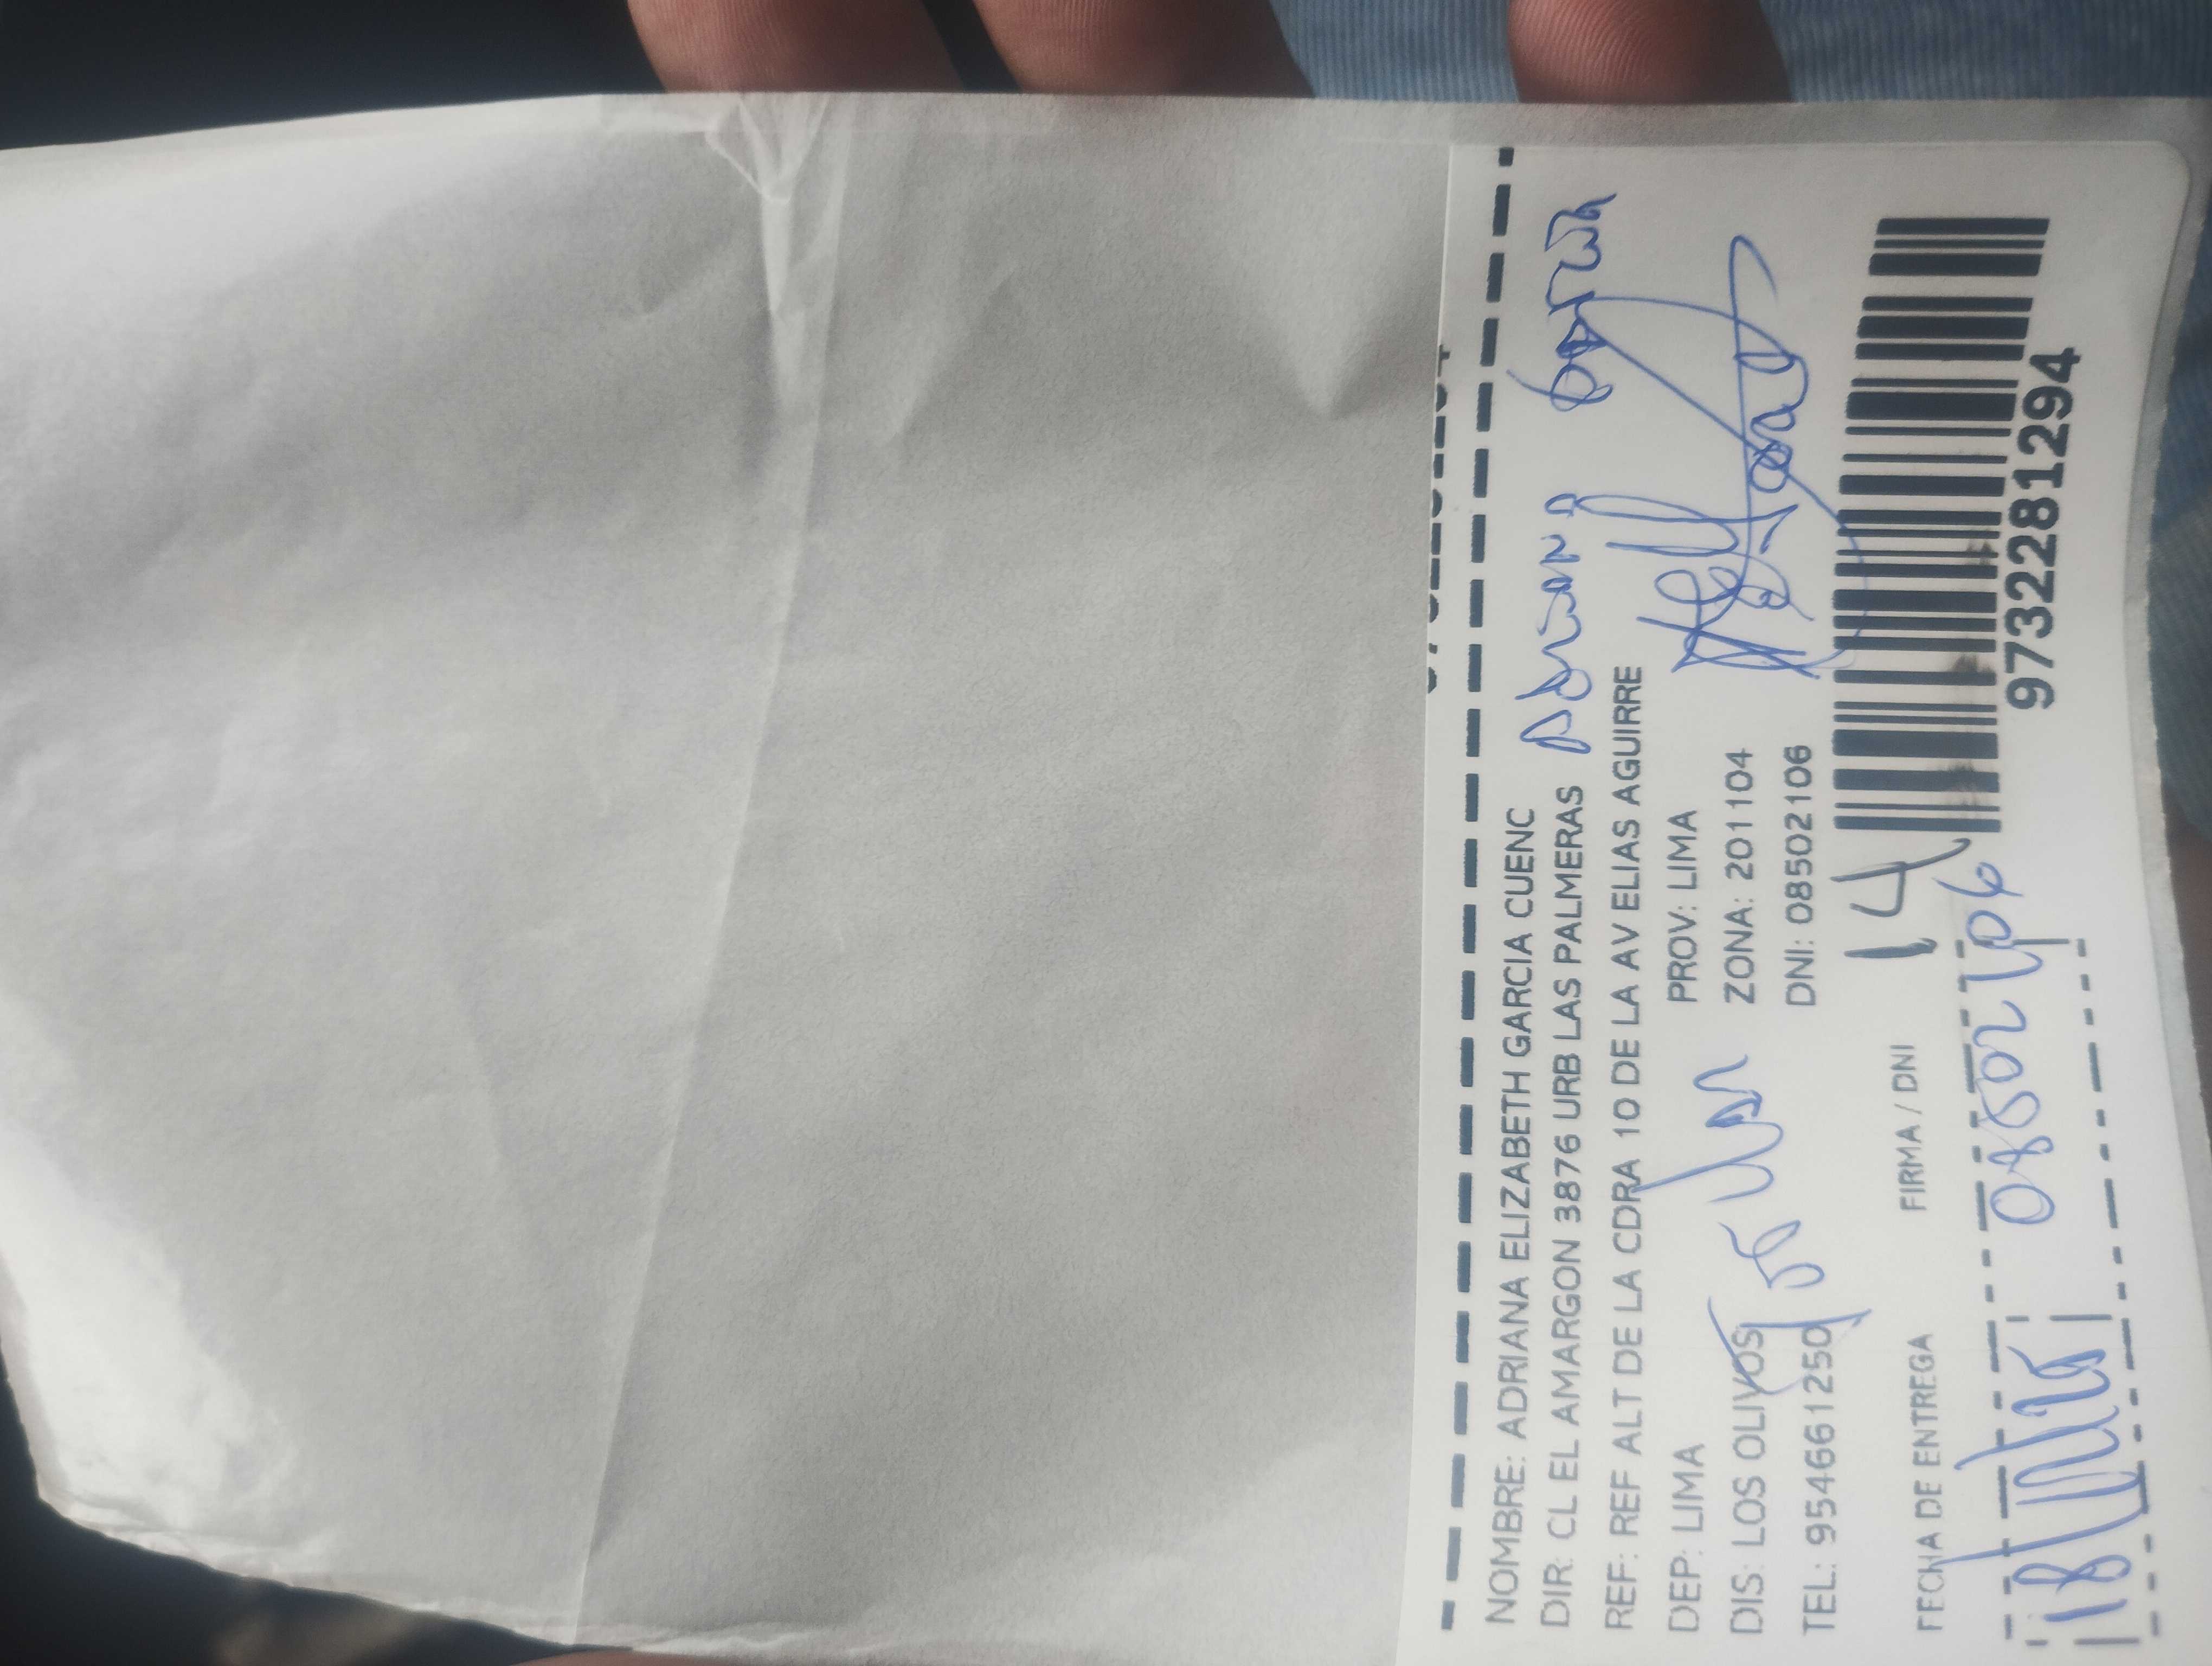 NOMBRE: ADRIANA ELIZABETH GARCIA CUENC
DIR: CL EL AMARGON 3876 URB LAS PALMERAS
REF: REF ALT DE LA CDRA 10 DE LA AV ELIAS AGUIRRE
DEP: LIMA PROV: LIMA
DIS: LOS OLIVOS ZONA: 201104
TEL: 954661250 DNI: 08502106
FECHA DE ENTREGA FIRMA / DNI
14
08502106
9732281294